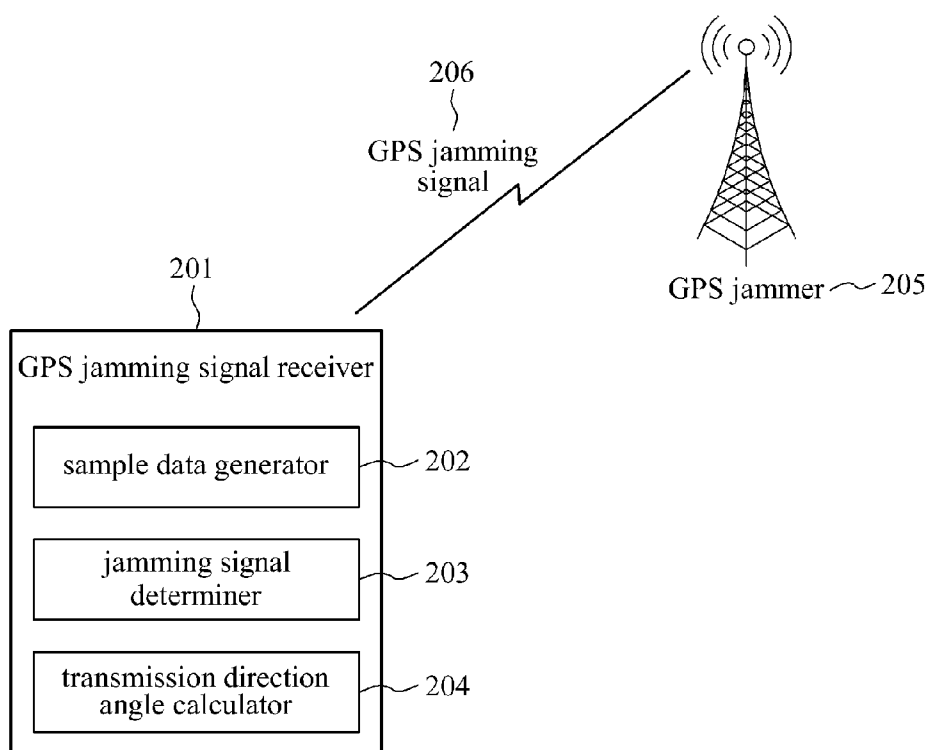 206
GPS jamming
signal
201
GPS jammer 205
GPS jamming signal receiver
sample data generator 202
jamming signal
determiner
203
transmission direction
angle calculator
204